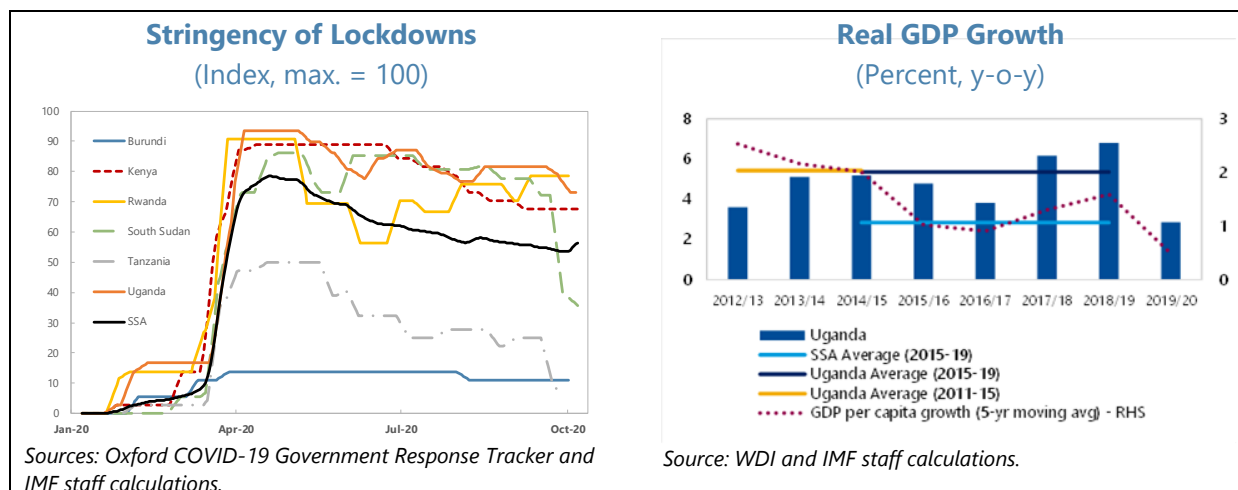 Stringency of Lockdowns
(Index, max. = 100)
100
90
80
70
60
50
40
30
20
10
0
Burundi
Kenya
Rwanda
South Sudan
Tanzania
Uganda
SSA
Jan-20 Apr-20 Jul-20 Oct-20
Sources: Oxford COVID-19 Government Response Tracker and
IMF staff calculations.
Real GDP Growth
(Percent, y-o-y)
8
6
4
2
0
3
2
1
0
2012/13 2013/14 2014/15 2015/16 2016/17 2017/18 2018/19 2019/20
Uganda
SSA Average (2015-19)
Uganda Average (2015-19)
Uganda Average (2011-15)
GDP per capita growth (5-yr moving avg) - RHS
Source: WDI and IMF staff calculations.